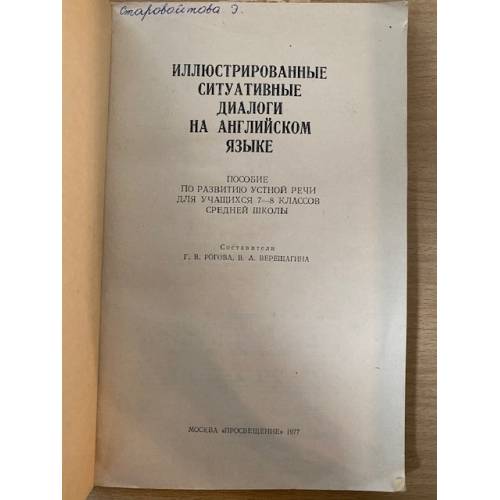 Старовойтова Э.
ИЛЛЮСТРИРОВАННЫЕ
СИТУАТИВНЫЕ
ДИАЛОГИ
НА АНГЛИЙСКОМ
ЯЗЫКЕ
ПОСОБИЕ
ПО РАЗВИТИЮ УСТНОЙ РЕЧИ
ДЛЯ УЧАЩИХСЯ 7—8 КЛАССОВ
СРЕДНЕЙ ШКОЛЫ
Составители
Г. В. РОГОВА, В. А. ВЕРЕЩАГИНА
МОСКВА «ПРОСВЕЩЕНИЕ» 1977